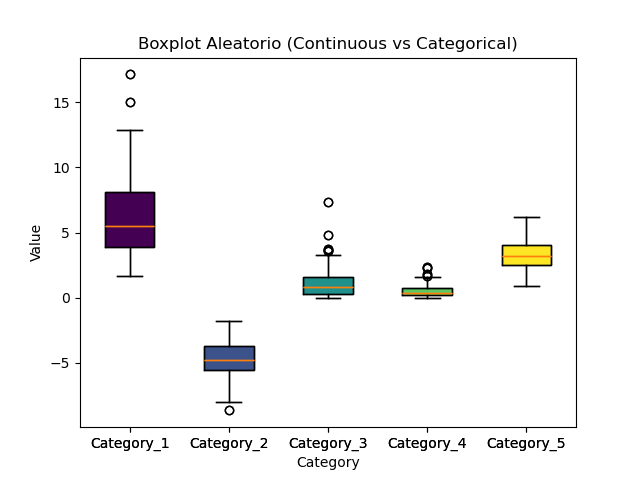 Boxplot Aleatorio (Continuous vs Categorical)
Value
15
10
5
0
−5
Category_1 Category_2 Category_3 Category_4 Category_5
Category